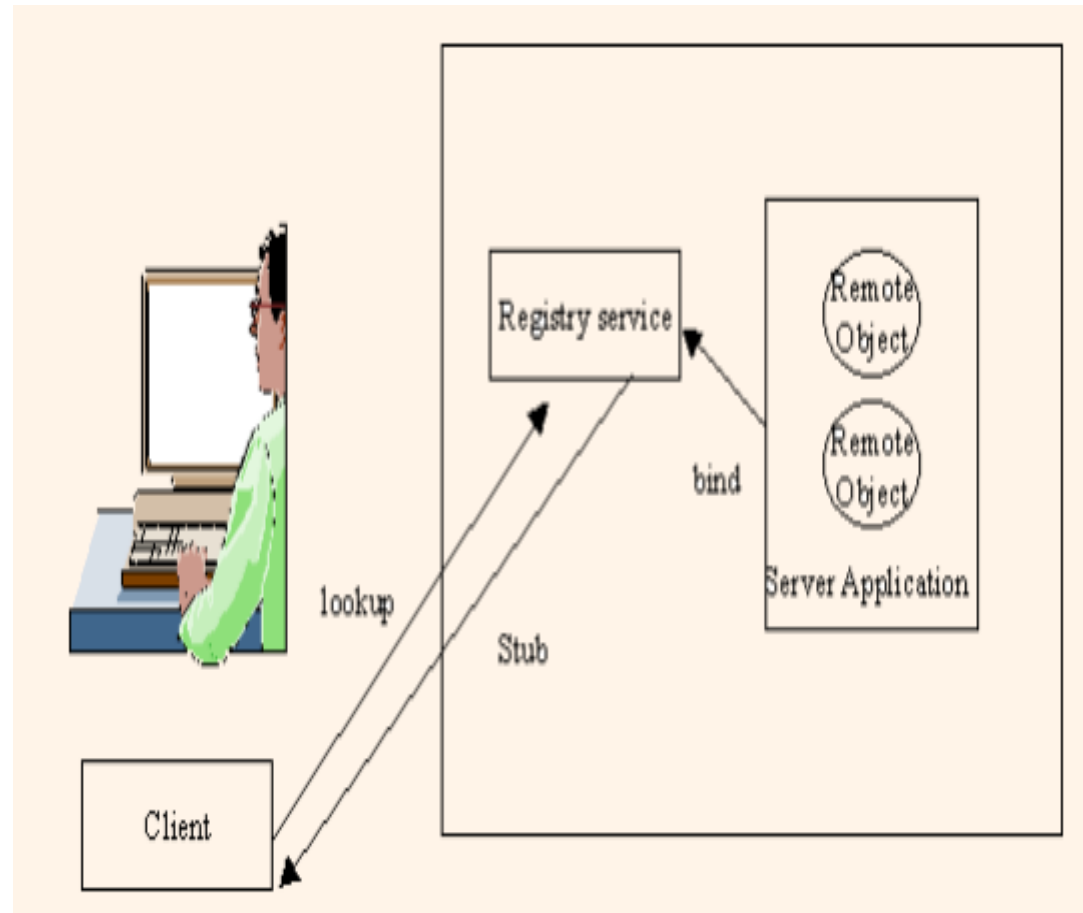 Registry service
Remote
Object
Remote
Object
bind
Server Application
lookup
Stub
Client